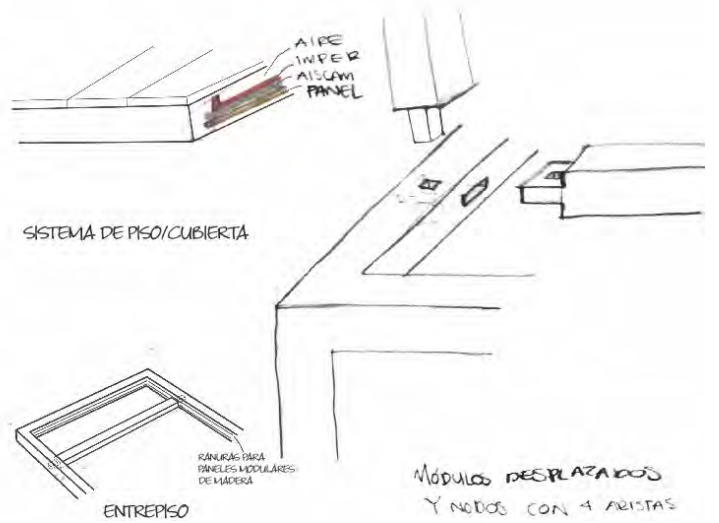 AIRE
IMPER
AISLAM
PANEL
SISTEMA DE PISO/CUBIERTA
RANURAS PARA
PANELES MODULARES
DE MADERA
ENTREPISO
MÓDULOS DESPLAZADOS
Y NODOS CON 4 ARISTAS